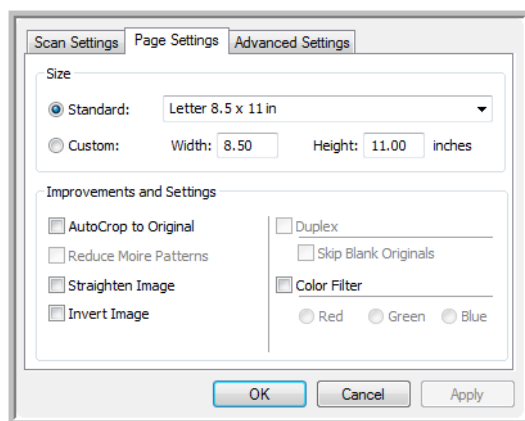 Scan Settings Page Settings Advanced Settings
Size
Standard: Letter 8.5 x 11 in
Custom: Width: 8.50 Height: 11.00 inches
Improvements and Settings
AutoCrop to Original Duplex
Reduce Moire Patterns Skip Blank Originals
Straighten Image Color Filter
Invert Image Red Green Blue
OK Cancel Apply